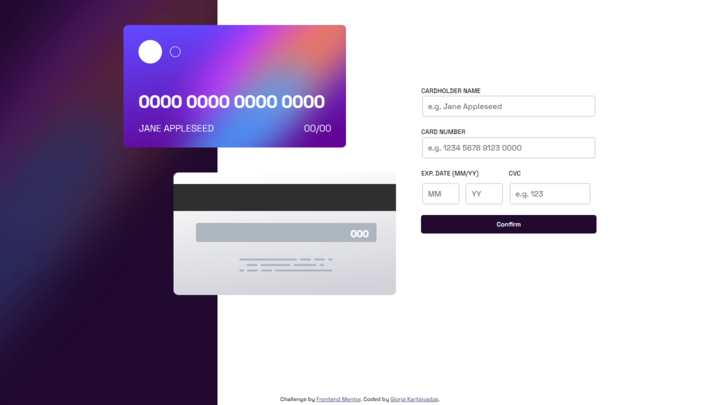 0000 0000 0000 0000
JANE APPLESEED 00/00
000
CARDHOLDER NAME
e.g. Jane Appleseed
CARD NUMBER
e.g. 1234 5678 9123 0000
EXP. DATE (MM/YY) CVC
MM YY e.g. 123
Confirm
Challenge by Frontend Mentor. Coded by Giorgi Kartsivadze.